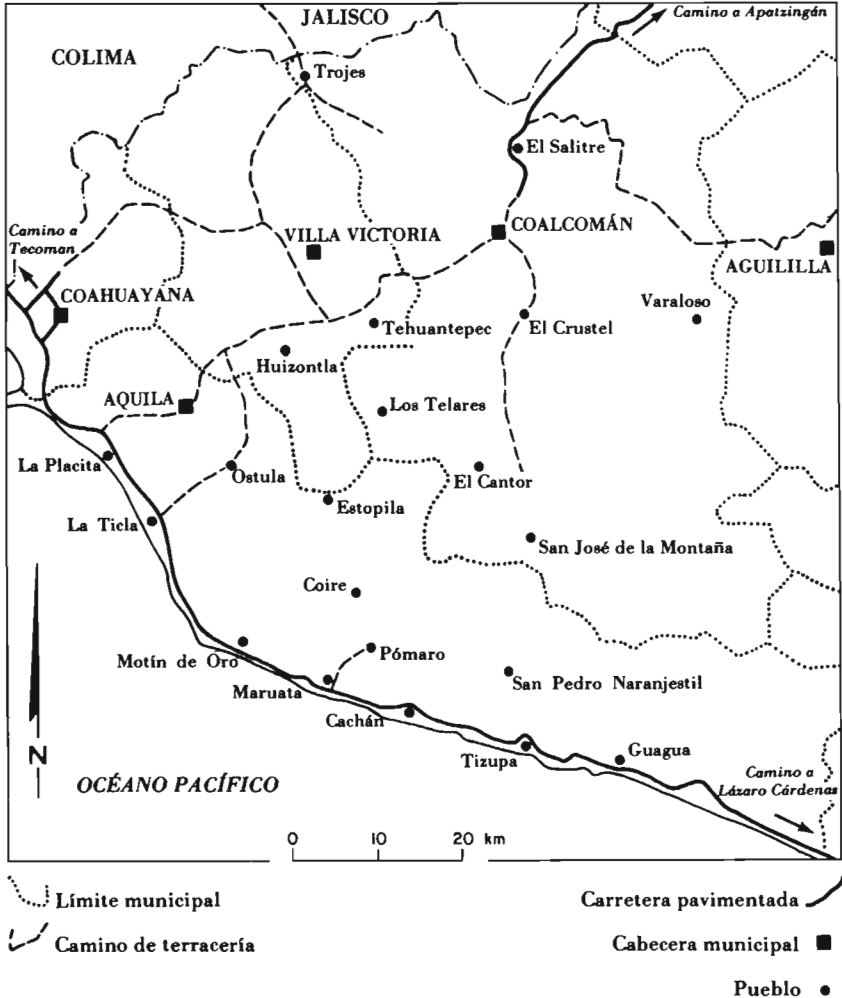 JALISCO
Camino a Apatzingán
COLIMA
Trojes
El Salitre
Camino a
Tecoman
VILLA VICTORIA
COALCOMÁN
AGUILILLA
COAHUAYANA
Varaloso
Tehuantepec
El Crustel
Huizontla
AQUILA
Los Telares
La Placita
Ostula
El Cantor
Estopila
La Ticla
San José de la Montaña
Coire
Motín de Oro
Pómaro
Maruata
San Pedro Naranjestil
Cachán
Tizupa
Guagua
N
OCÉANO PACÍFICO
Camino a
Lázaro Cárdenas
0 10 20 km
Límite municipal
Carretera pavimentada
Camino de terracería
Cabecera municipal
Pueblo